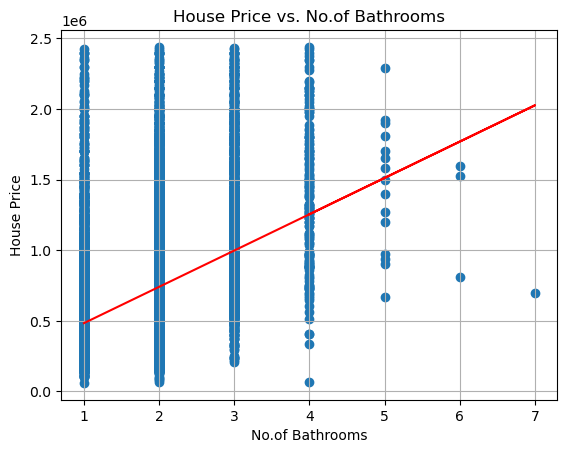 House Price vs. No.of Bathrooms
1e6
2.5
2.0
1.5
1.0
0.5
0.0
House Price
1 2 3 4 5 6 7
No.of Bathrooms